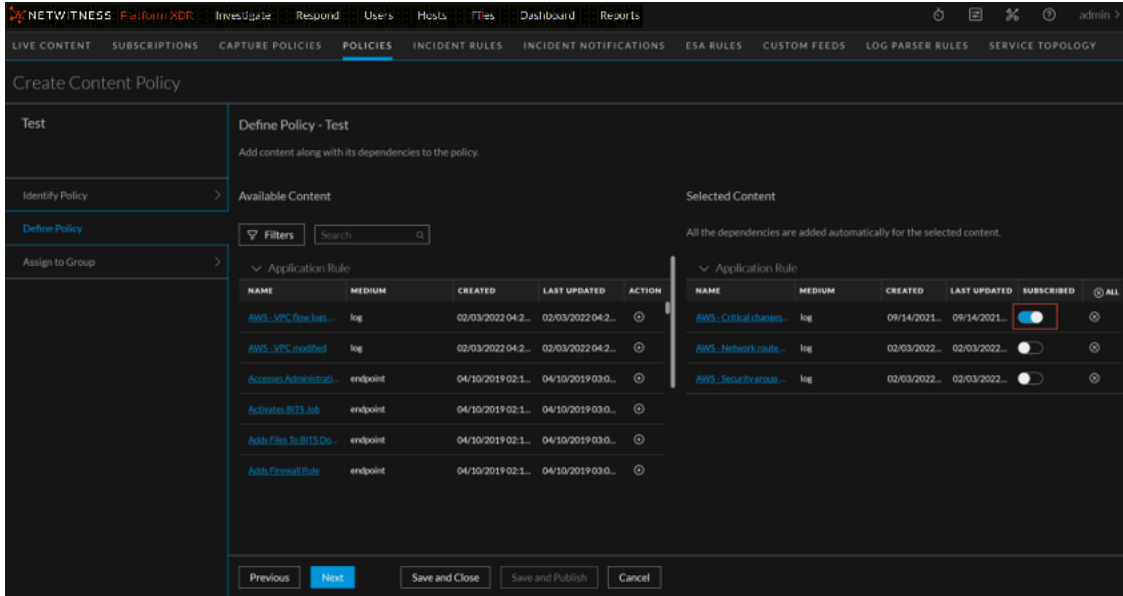 NETWITNESS Platform XDR Investigate Respond Users Hosts Files Dashboard Reports admin >
LIVE CONTENT SUBSCRIPTIONS CAPTURE POLICIES POLICIES INCIDENT RULES INCIDENT NOTIFICATIONS ESA RULES CUSTOM FEEDS LOG PARSER RULES SERVICE TOPOLOGY
Create Content Policy
Test
Identify Policy
Define Policy
Assign to Group
Define Policy - Test
Add content along with its dependencies to the policy.
Available Content
Filters Search
Application Rule
NAME MEDIUM CREATED LAST UPDATED ACTION
AWS - VPC flow logs ... log 02/03/2022 04:2... 02/03/2022 04:2...
AWS - VPC modified log 02/03/2022 04:2... 02/03/2022 04:2...
Accesses Administrati... endpoint 04/10/2019 02:1... 04/10/2019 03:0...
Activates BITS Job endpoint 04/10/2019 02:1... 04/10/2019 03:0...
Adds Files To BITS Do... endpoint 04/10/2019 02:1... 04/10/2019 03:0...
Adds Firewall Rule endpoint 04/10/2019 02:1... 04/10/2019 03:0...
Selected Content
All the dependencies are added automatically for the selected content.
Application Rule
NAME MEDIUM CREATED LAST UPDATED SUBSCRIBED ALL
AWS - Critical changes... log 09/14/2021... 09/14/2021...
AWS - Network route ... log 02/03/2022... 02/03/2022...
AWS - Security group ... log 02/03/2022... 02/03/2022...
Previous Next Save and Close Save and Publish Cancel